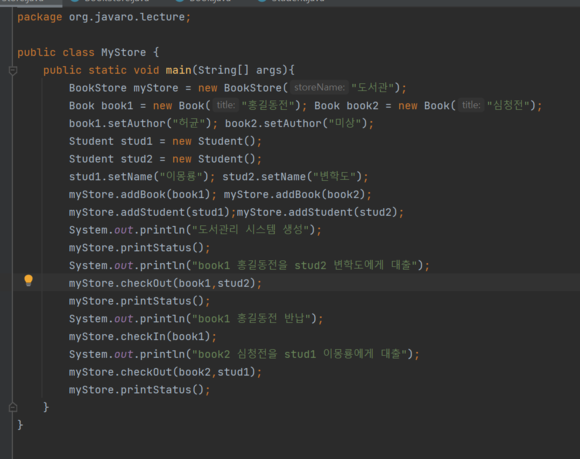 package org.javaro.lecture;
public class MyStore {
public static void main(String[] args){
BookStore myStore = new BookStore( storeName: "도서관");
Book book1 = new Book( title: "홍길동전"); Book book2 = new Book( title: "심청전");
book1.setAuthor("허균"); book2.setAuthor("미상");
Student stud1 = new Student();
Student stud2 = new Student();
stud1.setName("이몽룡"); stud2.setName("변학도");
myStore.addBook(book1); myStore.addBook(book2);
myStore.addStudent(stud1);myStore.addStudent(stud2);
System.out.println("도서관리 시스템 생성");
myStore.printStatus();
System.out.println("book1 홍길동전을 stud2 변학도에게 대출");
myStore.checkOut(book1,stud2);
myStore.printStatus();
System.out.println("book1 홍길동전 반납");
myStore.checkIn(book1);
System.out.println("book2 심청전을 stud1 이몽룡에게 대출");
myStore.checkOut(book2,stud1);
myStore.printStatus();
}
}